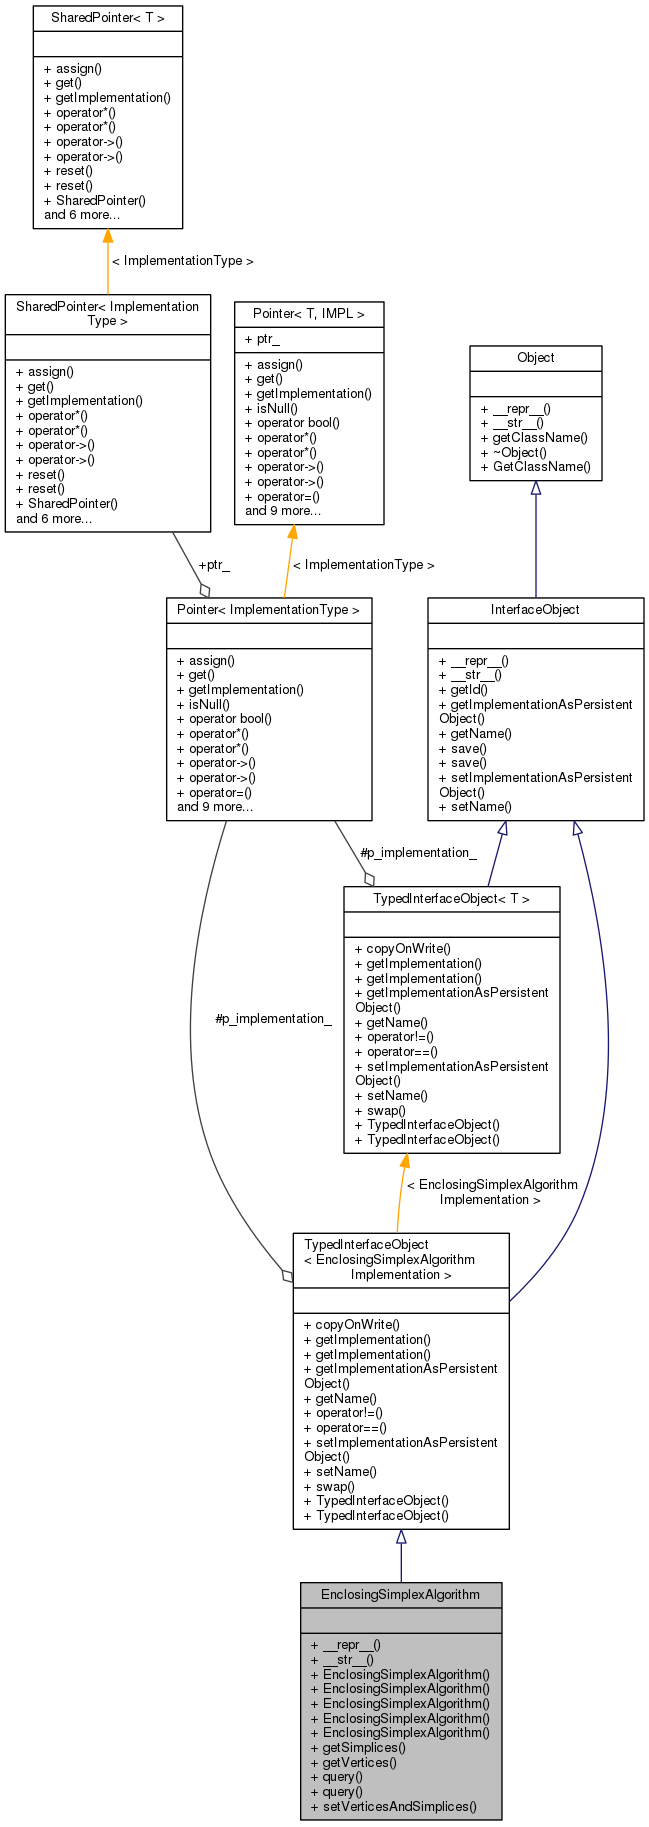 SharedPointer< T >
+ assign()
+ get()
+ getImplementation()
+ operator*()
+ operator*()
+ operator->()
+ operator->()
+ reset()
+ reset()
+ SharedPointer()
and 6 more...
< ImplementationType >
SharedPointer< Implementation
Type >
+ assign()
+ get()
+ getImplementation()
+ operator*()
+ operator*()
+ operator->()
+ operator->()
+ reset()
+ reset()
+ SharedPointer()
and 6 more...
Pointer< T, IMPL >
+ ptr_
+ assign()
+ get()
+ getImplementation()
+ isNull()
+ operator bool()
+ operator*()
+ operator*()
+ operator->()
+ operator->()
+ operator=()
and 9 more...
Object
+ __repr__()
+ __str__()
+ getClassName()
+ ~Object()
+ GetClassName()
+ptr_
< ImplementationType >
Pointer< ImplementationType >
+ assign()
+ get()
+ getImplementation()
+ isNull()
+ operator bool()
+ operator*()
+ operator*()
+ operator->()
+ operator->()
+ operator=()
and 9 more...
InterfaceObject
+ __repr__()
+ __str__()
+ getId()
+ getImplementationAsPersistent
Object()
+ getName()
+ save()
+ save()
+ setImplementationAsPersistent
Object()
+ setName()
#p_implementation_
TypedInterfaceObject< T >
+ copyOnWrite()
+ getImplementation()
+ getImplementation()
+ getImplementationAsPersistent
Object()
+ getName()
+ operator!=()
+ operator==()
+ setImplementationAsPersistent
Object()
+ setName()
+ swap()
+ TypedInterfaceObject()
+ TypedInterfaceObject()
#p_implementation_
< EnclosingSimplexAlgorithm
Implementation >
TypedInterfaceObject
< EnclosingSimplexAlgorithm
Implementation >
+ copyOnWrite()
+ getImplementation()
+ getImplementation()
+ getImplementationAsPersistent
Object()
+ getName()
+ operator!=()
+ operator==()
+ setImplementationAsPersistent
Object()
+ setName()
+ swap()
+ TypedInterfaceObject()
+ TypedInterfaceObject()
EnclosingSimplexAlgorithm
+ __repr__()
+ __str__()
+ EnclosingSimplexAlgorithm()
+ EnclosingSimplexAlgorithm()
+ EnclosingSimplexAlgorithm()
+ EnclosingSimplexAlgorithm()
+ EnclosingSimplexAlgorithm()
+ getSimplices()
+ getVertices()
+ query()
+ query()
+ setVerticesAndSimplices()